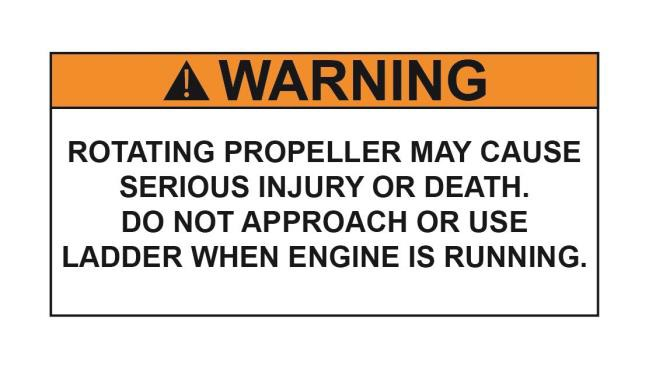 WARNING
ROTATING PROPELLER MAY CAUSE
SERIOUS INJURY OR DEATH.
DO NOT APPROACH OR USE
LADDER WHEN ENGINE IS RUNNING.